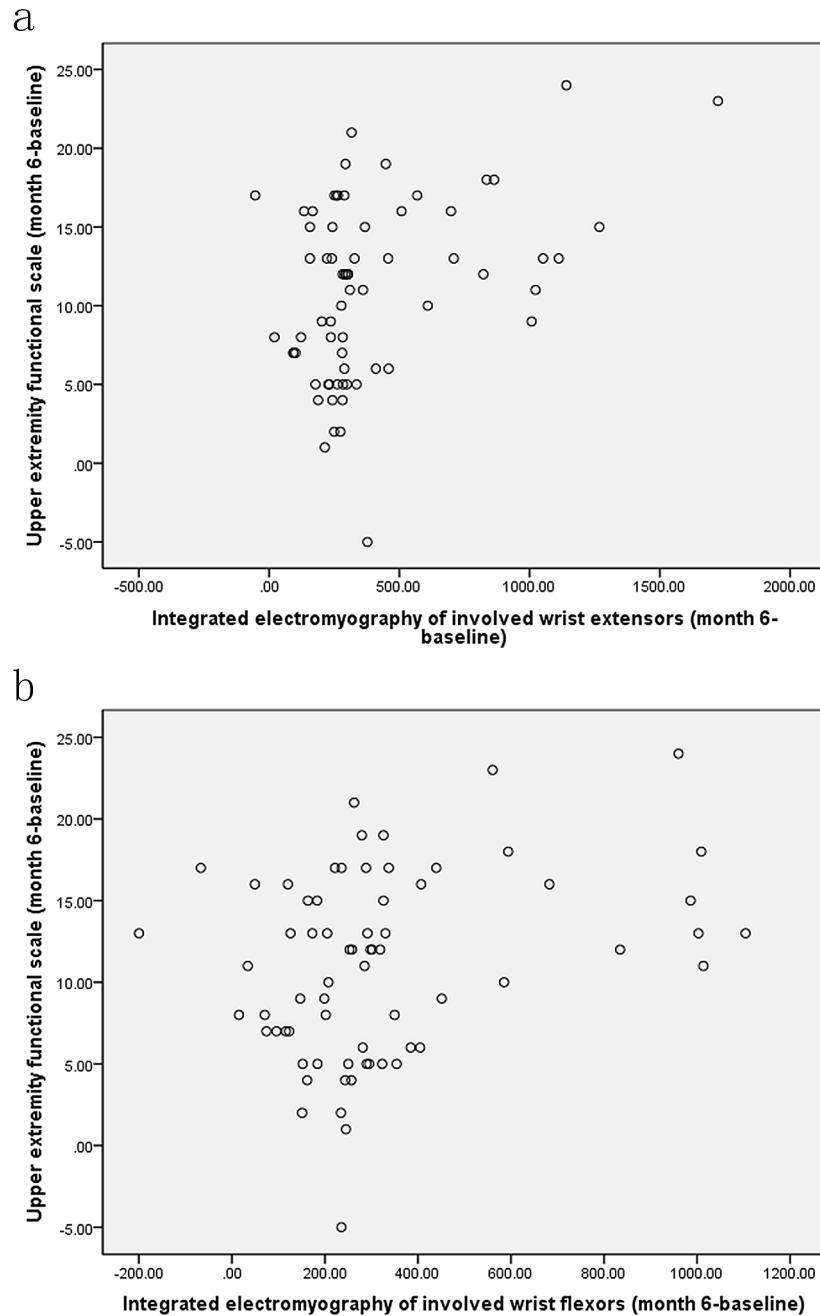 a
Upper extremity functional scale (month 6-baseline)
25.00
20.00
15.00
10.00
5.00
.00
-5.00
-500.00 .00 500.00 1000.00 1500.00 2000.00
Integrated electromyography of involved wrist extensors (month 6-
baseline)
b
Upper extremity functional scale (month 6-baseline)
25.00
20.00
15.00
10.00
5.00
.00
-5.00
-200.00 .00 200.00 400.00 600.00 800.00 1000.00 1200.00
Integrated electromyography of involved wrist flexors (month 6-baseline)